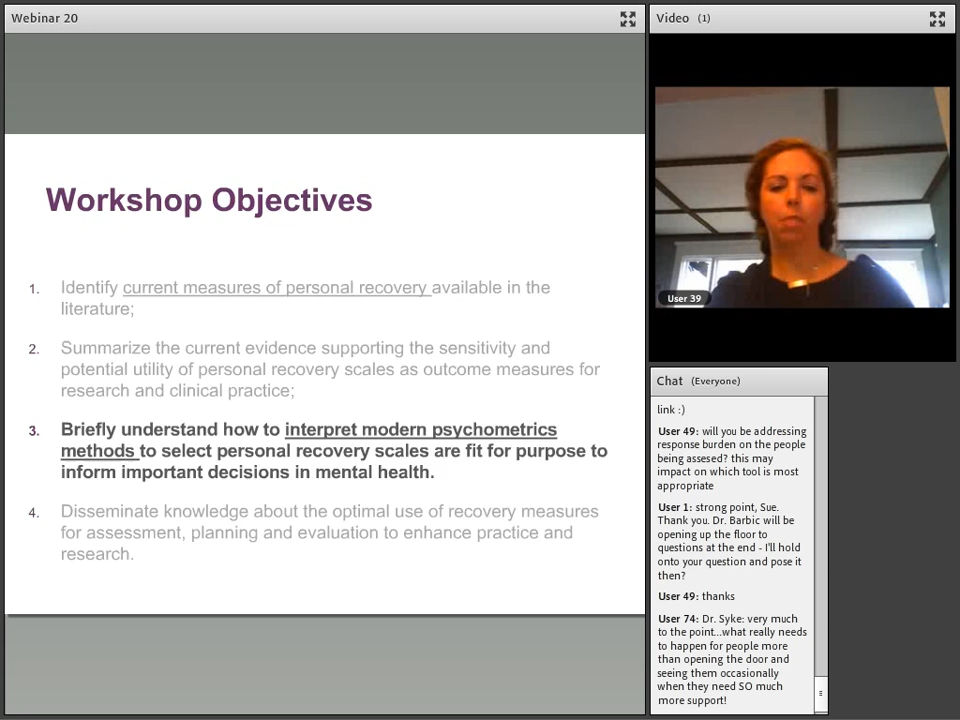 Webinar 20
Workshop Objectives
1. Identify current measures of personal recovery available in the
literature;
2. Summarize the current evidence supporting the sensitivity and
potential utility of personal recovery scales as outcome measures for
research and clinical practice;
3. Briefly understand how to interpret modern psychometrics
methods to select personal recovery scales are fit for purpose to
inform important decisions in mental health.
4. Disseminate knowledge about the optimal use of recovery measures
for assessment, planning and evaluation to enhance practice and
research.
Video (1)
User 39
Chat (Everyone)
link :)
User 49: will you be addressing
response burden on the people
being assesed? this may
impact on which tool is most
appropriate
User 1: strong point, Sue.
Thank you. Dr. Barbic will be
opening up the floor to
questions at the end - I'll hold
onto your question and pose it
then?
User 49: thanks
User 74: Dr. Syke: very much
to the point...what really needs
to happen for people more
than opening the door and
seeing them occasionally
when they need SO much
more support!